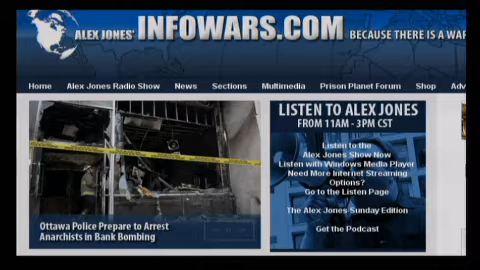 ALEX JONES' INFOWARS.COM BECAUSE THERE IS A WAR
Home Alex Jones Radio Show News Sections Multimedia Prison Planet Forum Shop Adv
LISTEN TO ALEX JONES
FROM 11AM - 3PM CST
Listen to the
Alex Jones Show Now
Listen with Windows Media Player
Need More Internet Streaming
Options?
Go to the Listen Page
The Alex Jones Sunday Edition
Get the Podcast
Ottawa Police Prepare to Arrest
Anarchists in Bank Bombing